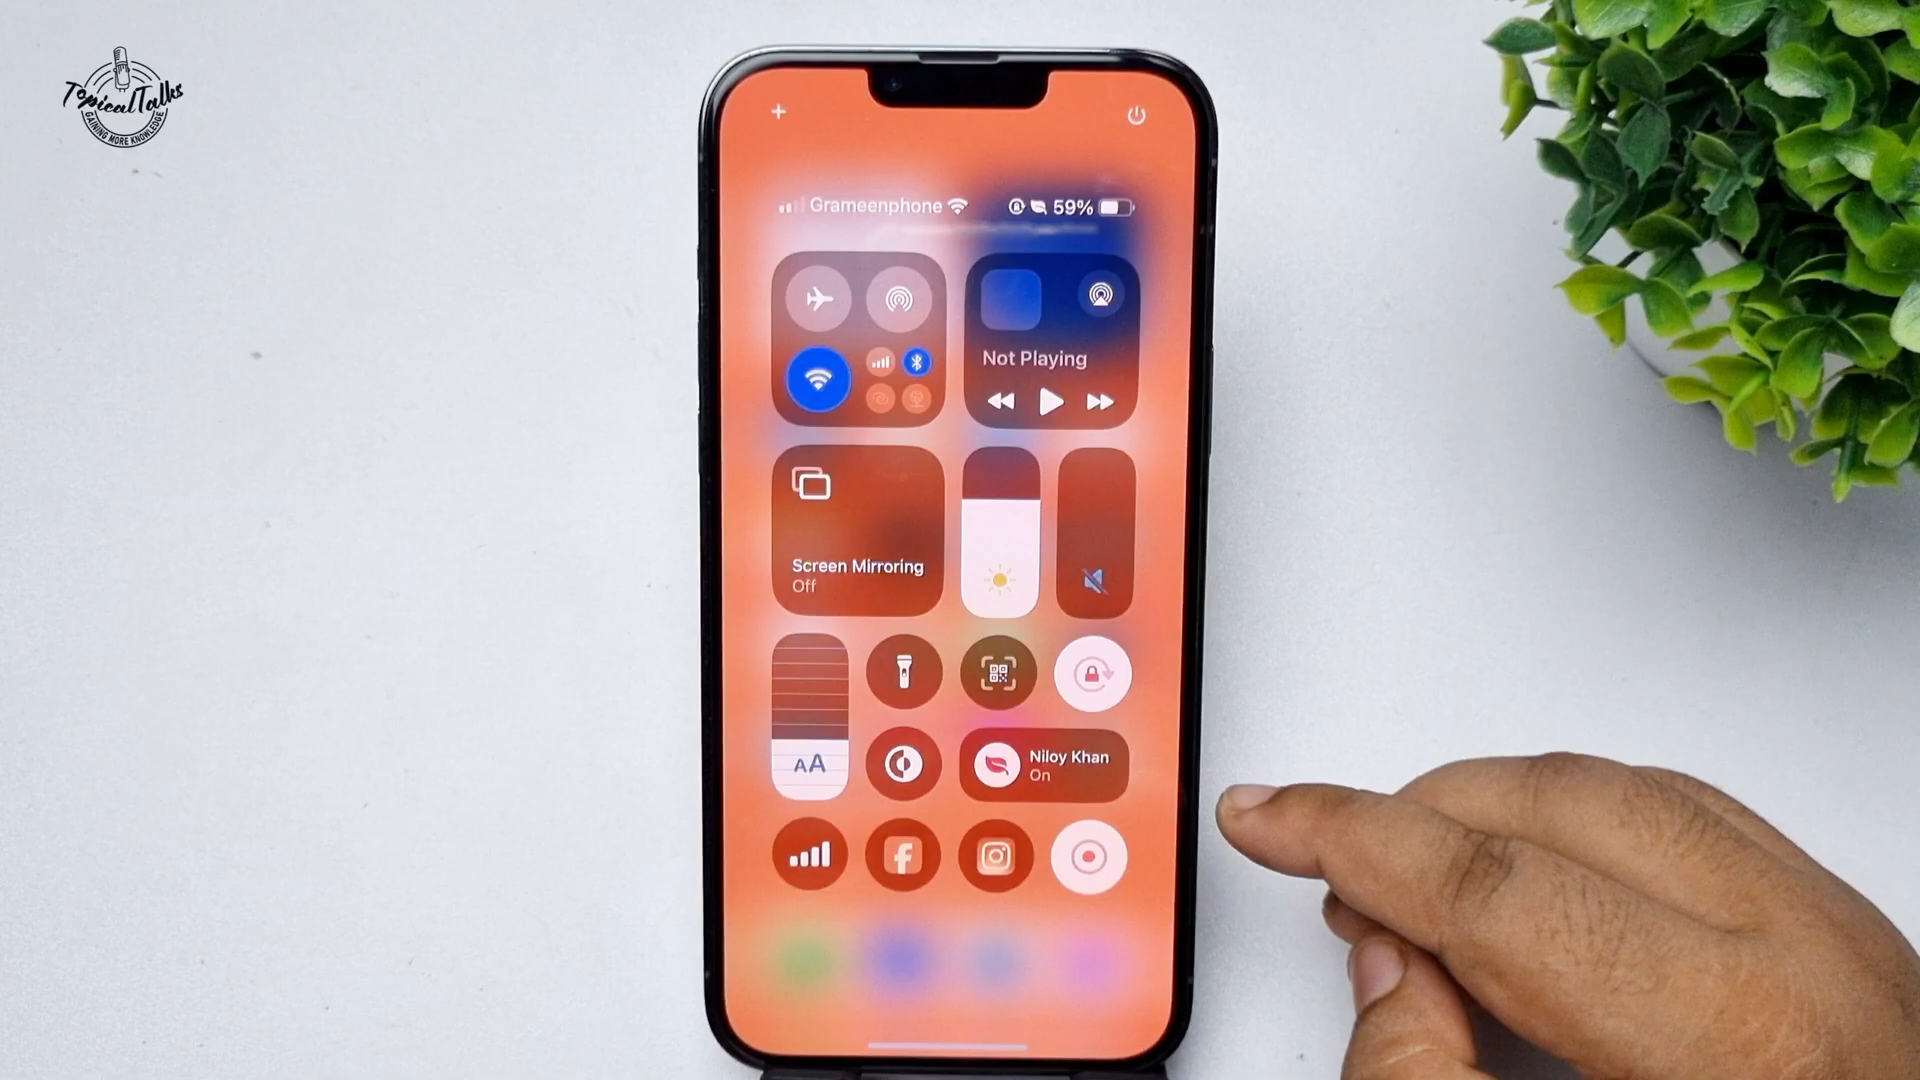 TopicalTalks
GAINING MORE KNOWLEDGE
Grameenphone
59%
Not Playing
Screen Mirroring
Off
AA
Niloy Khan
On